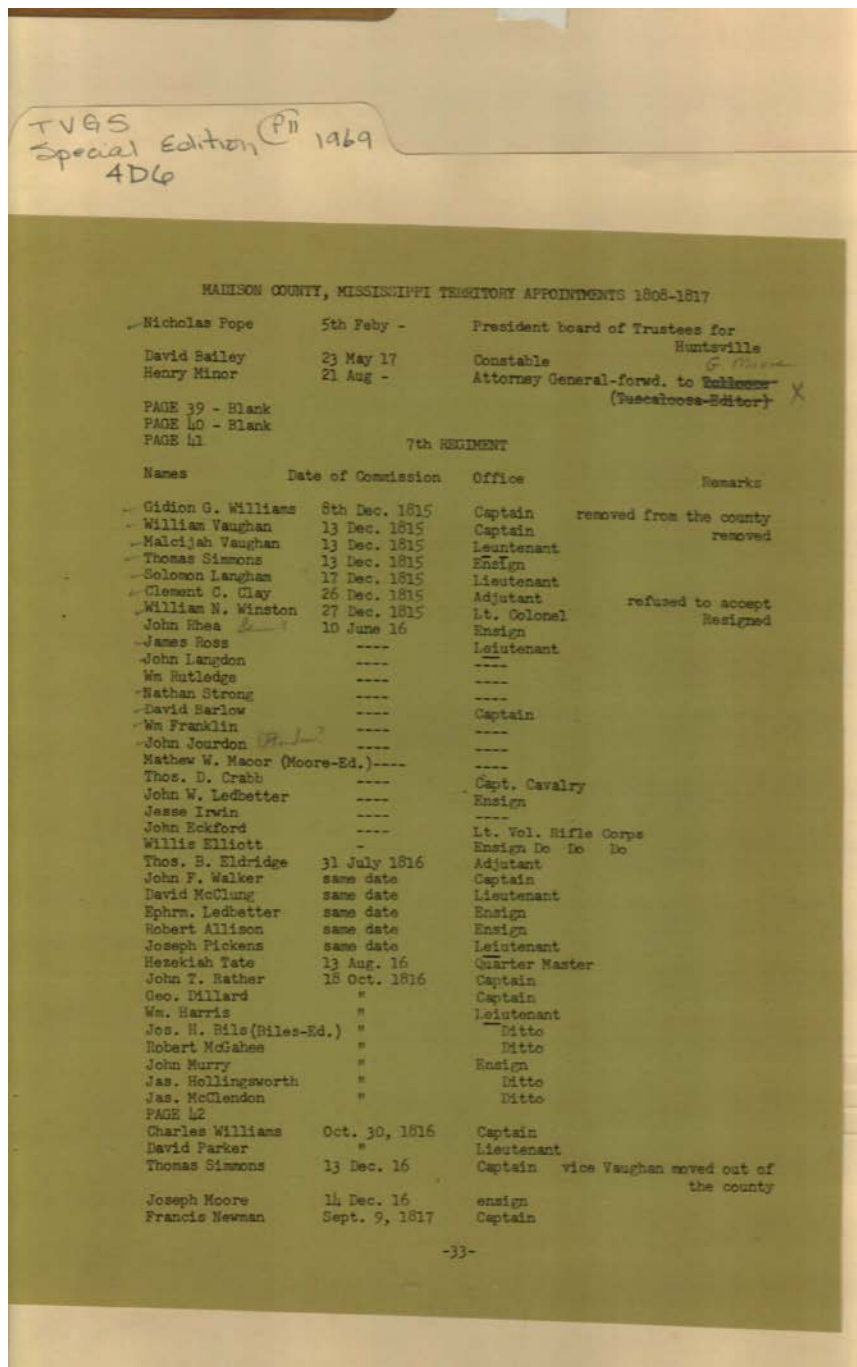 TVGS
Special Edition 1969
4D6
MADISON COUNTY, MISSISSIPPI TERRITORY APPOINTMENTS 1808-1817
Nicholas Pope 5th Feby - President board of Trustees for
Huntsville
David Bailey 23 May 17 Constable G Moore
Henry Minor 21 Aug - Attorney General-forwd. to
(Tuscaloosa-Editor) X
PAGE 39 - Blank
PAGE 40 - Blank
PAGE 41
7th REGIMENT
Names Date of Commission Office Remarks
Gidion G. Williams 8th Dec. 1815 Captain removed from the county
William Vaughan 13 Dec. 1815 Captain removed
Malcijah Vaughan 13 Dec. 1815 Leuntenant
Thomas Simmons 13 Dec. 1815 Ensign
Solomon Langham 17 Dec. 1815 Lieutenant
Clement C. Clay 26 Dec. 1815 Adjutant refused to accept
William N. Winston 27 Dec. 1815 Lt. Colonel Resigned
John Rhea 10 June 16 Ensign
James Ross ---- Leiutenant
John Langdon ---- ----
Wm Rutledge ---- ----
Nathan Strong ---- ----
David Barlow ---- Captain
Wm Franklin ---- ----
John Jourdon ---- ----
Mathew W. Macor (Moore-Ed.)---- ----
Thos. D. Crabb ---- Capt. Cavalry
John W. Ledbetter ---- Ensign
Jesse Irwin ---- ----
John Eckford ---- Lt. Vol. Rifle Corps
Willis Elliott - Ensign Do Do Do
Thos. B. Eldridge 31 July 1816 Adjutant
John F. Walker same date Captain
David McClung same date Lieutenant
Ephrm. Ledbetter same date Ensign
Robert Allison same date Ensign
Joseph Pickens same date Leiutenant
Hezekiah Tate 13 Aug. 16 Quarter Master
John T. Rather 18 Oct. 1816 Captain
Geo. Dillard " Captain
Wm. Harris " Leiutenant
Jos. H. Bils(Biles-Ed.) " Ditto
Robert McGahee " Ditto
John Murry " Ensign
Jas. Hollingsworth " Ditto
Jas. McClendon " Ditto
PAGE 42
Charles Williams Oct. 30, 1816 Captain
David Parker " Lieutenant
Thomas Simmons 13 Dec. 16 Captain vice Vaughan moved out of
the county
Joseph Moore 14 Dec. 16 ensign
Francis Newman Sept. 9, 1817 Captain
-33-